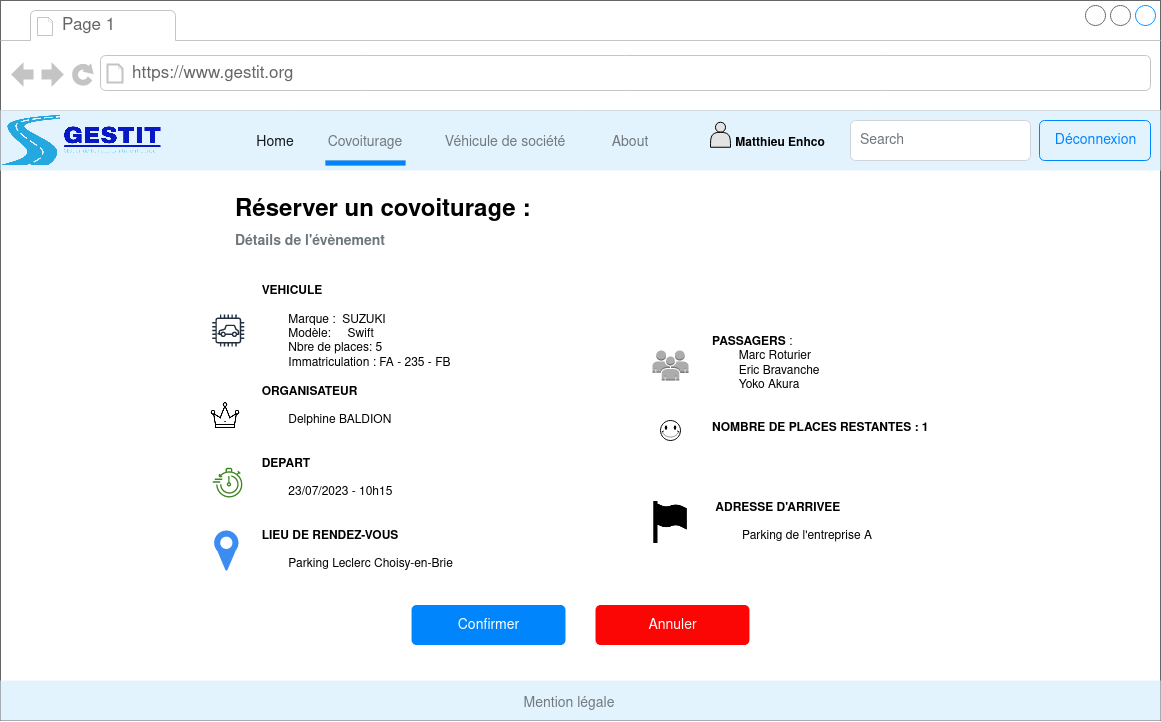 Page 1
https://www.gestit.org
GESTIT
Home
Covoiturage
Véhicule de société
About
Matthieu Enhco
Search
Déconnexion
Réserver un covoiturage :
Détails de l'évènement
VEHICULE
Marque : SUZUKI
Modèle: Swift
Nbre de places: 5
Immatriculation : FA - 235 - FB
ORGANISATEUR
Delphine BALDION
DEPART
23/07/2023 - 10h15
LIEU DE RENDEZ-VOUS
Parking Leclerc Choisy-en-Brie
PASSAGERS :
Marc Roturier
Eric Bravanche
Yoko Akura
NOMBRE DE PLACES RESTANTES : 1
ADRESSE D'ARRIVEE
Parking de l'entreprise A
Confirmer
Annuler
Mention légale